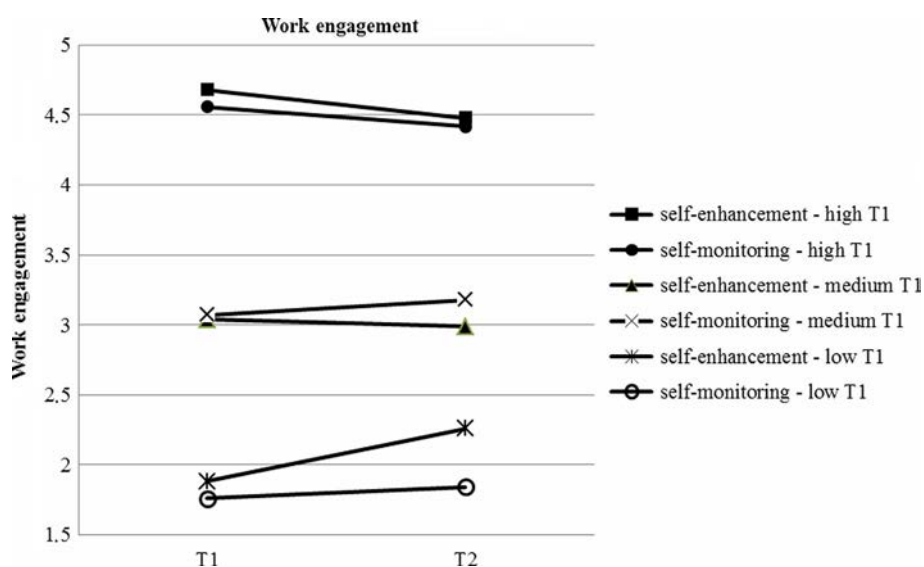 Work engagement
5
4.5
4
3.5
3
2.5
2
1.5
Work engagement
T1
T2
self-enhancement - high T1
self-monitoring - high T1
self-enhancement - medium T1
self-monitoring - medium T1
self-enhancement - low T1
self-monitoring - low T1